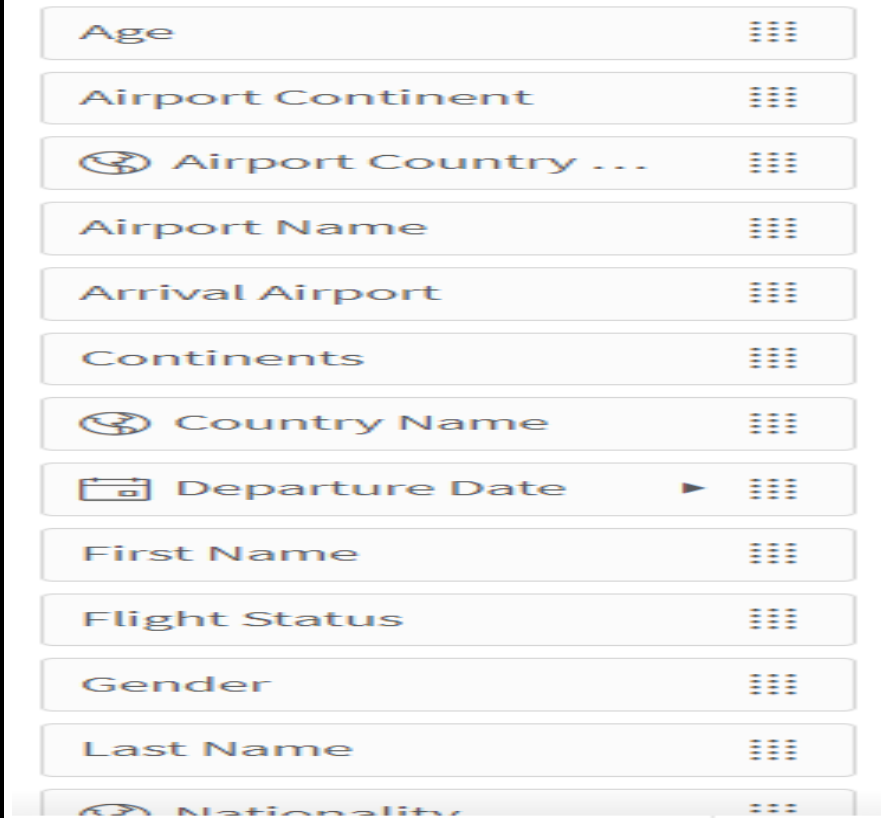 Age
Airport Continent
Airport Country ...
Airport Name
Arrival Airport
Continents
Country Name
Departure Date
First Name
Flight Status
Gender
Last Name
Nationality